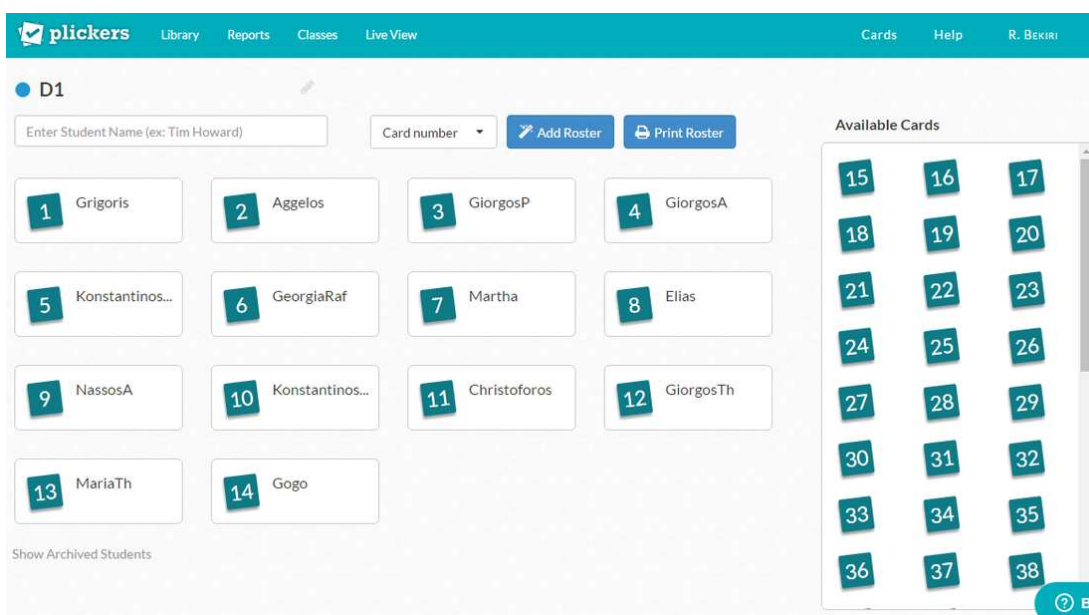 plickers Library Reports Classes Live View Cards Help R. BEKIRI
D1
Enter Student Name (ex: Tim Howard) Card number Add Roster Print Roster
Available Cards
1 Grigoris 2 Aggelos 3 GiorgosP 4 GiorgosA
5 Konstantinos... 6 GeorgiaRaf 7 Martha 8 Elias
9 NassosA 10 Konstantinos... 11 Christoforos 12 GiorgosTh
13 MariaTh 14 Gogo
Show Archived Students
15 16 17
18 19 20
21 22 23
24 25 26
27 28 29
30 31 32
33 34 35
36 37 38